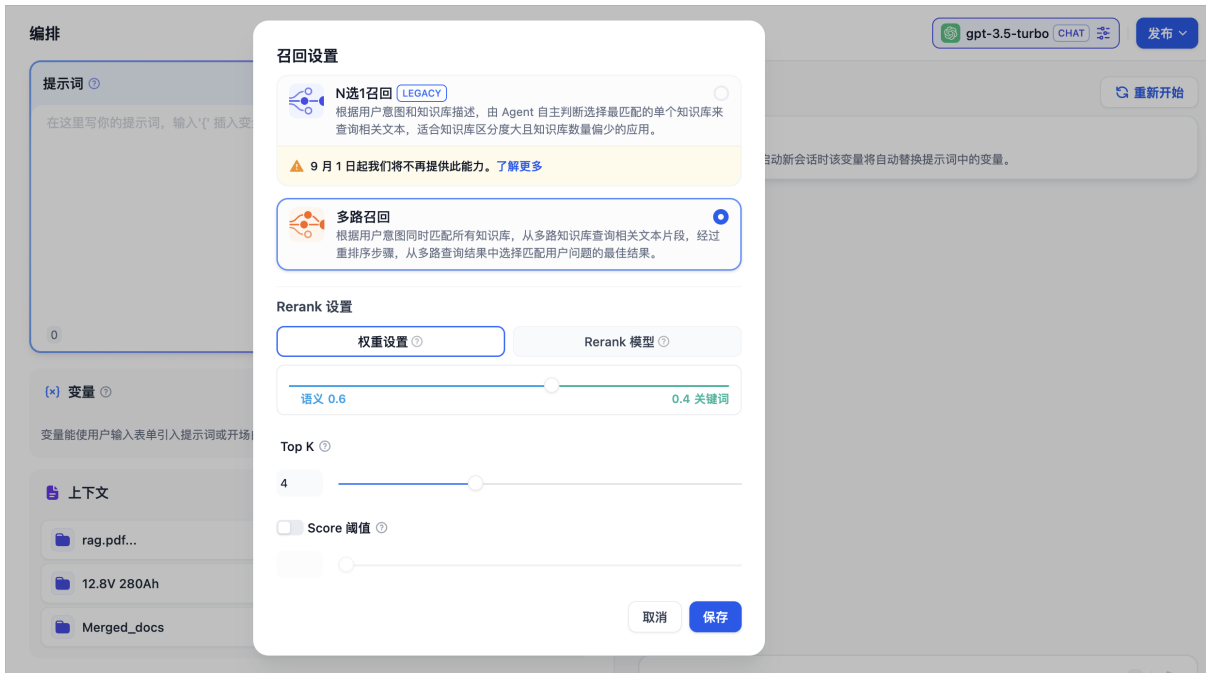 编排
gpt-3.5-turbo CHAT
发布
提示词
在这里写你的提示词，输入'{' 插入变
0
重新开始
启动新会话时该变量将自动替换提示词中的变量。
变量
变量能使用户输入表单引入提示词或开场
上下文
rag.pdf...
12.8V 280Ah
Merged_docs
召回设置
N选1召回 LEGACY
根据用户意图和知识库描述，由 Agent 自主判断选择最匹配的单个知识库来
查询相关文本，适合知识库区分度大且知识库数量偏少的应用。
9 月 1 日起我们将不再提供此能力。了解更多
多路召回
根据用户意图同时匹配所有知识库，从多路知识库查询相关文本片段，经过
重排序步骤，从多路查询结果中选择匹配用户问题的最佳结果。
Rerank 设置
权重设置
Rerank 模型
语义 0.6
0.4 关键词
Top K
4
Score 阈值
取消
保存